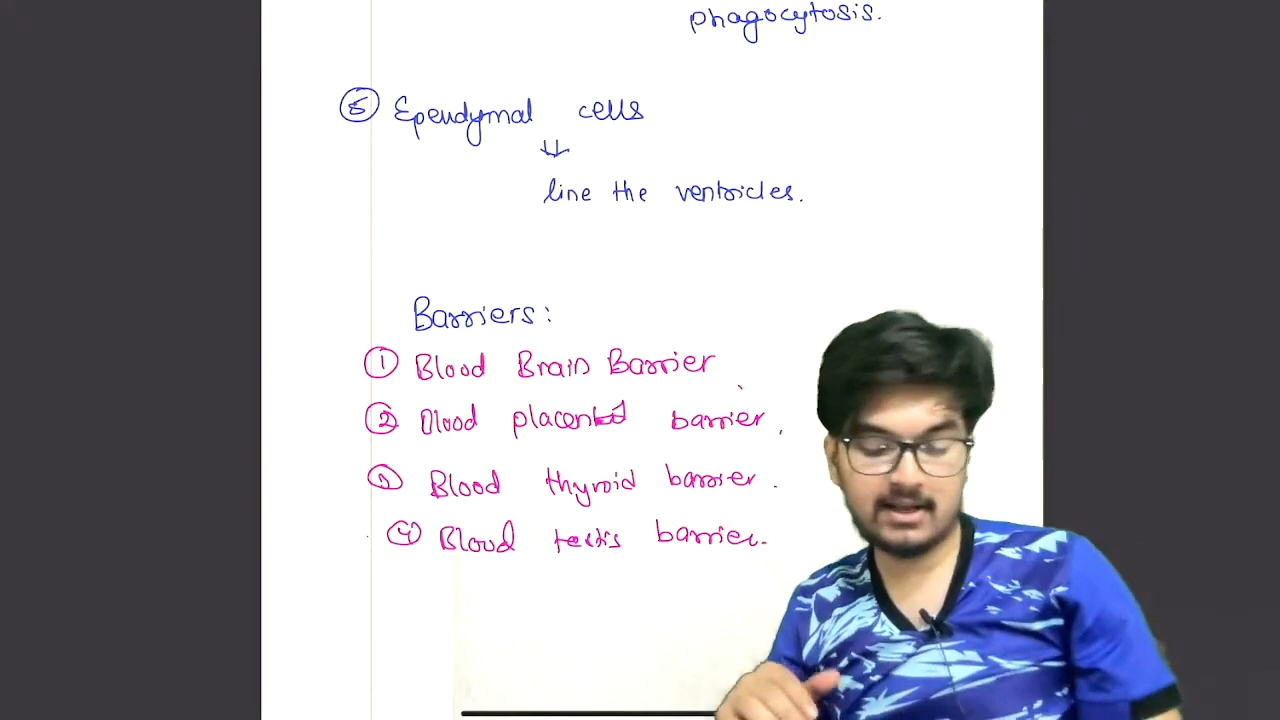 phagocytosis.
⑤ Ependymal cells
↓↓
line the ventricles.
Barriers:
① Blood Brain Barrier
② Blood placental barrier.
③ Blood thyroid barrier.
④ Blood testis barrier.